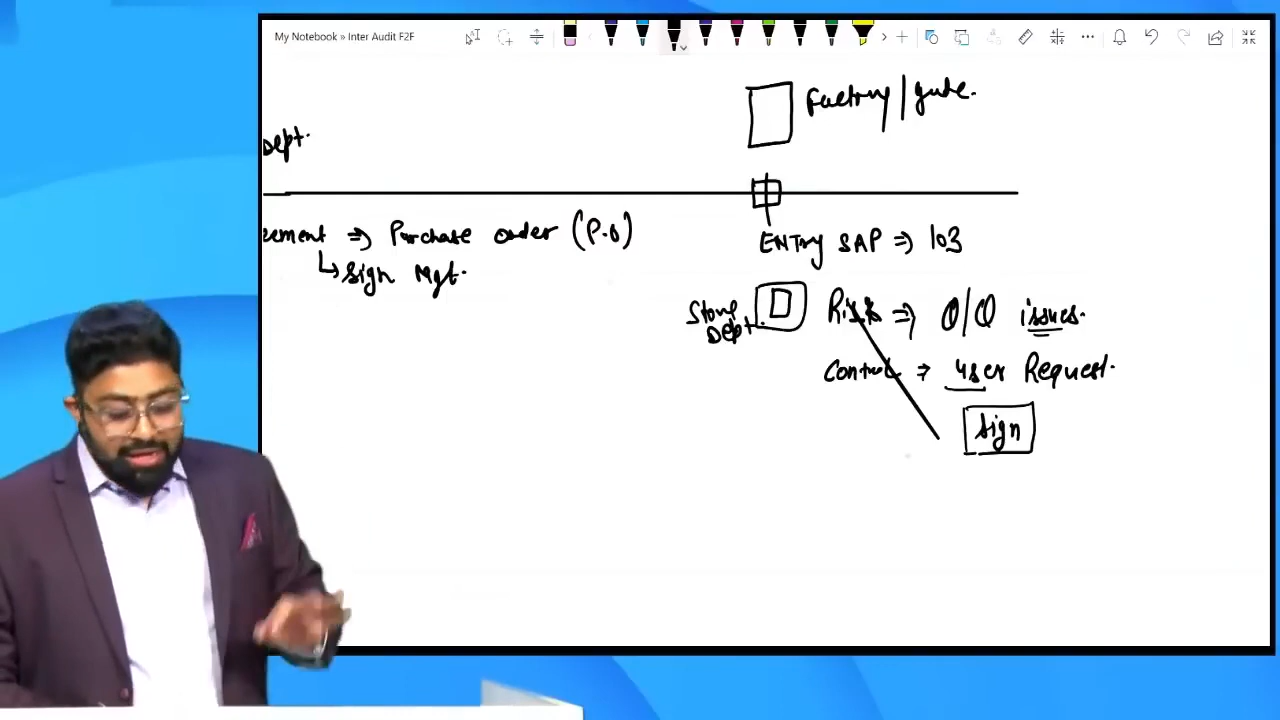 My Notebook » Inter Audit F2F
Factory / gate.
Dept.
ement ⇒ Purchase order (P.O)
↳ Sign Mgt.
ENTry SAP ⇒ 103
Store Dept.
D
Risk ⇒ Q/Q issues.
Control ⇒ user Request.
Sign